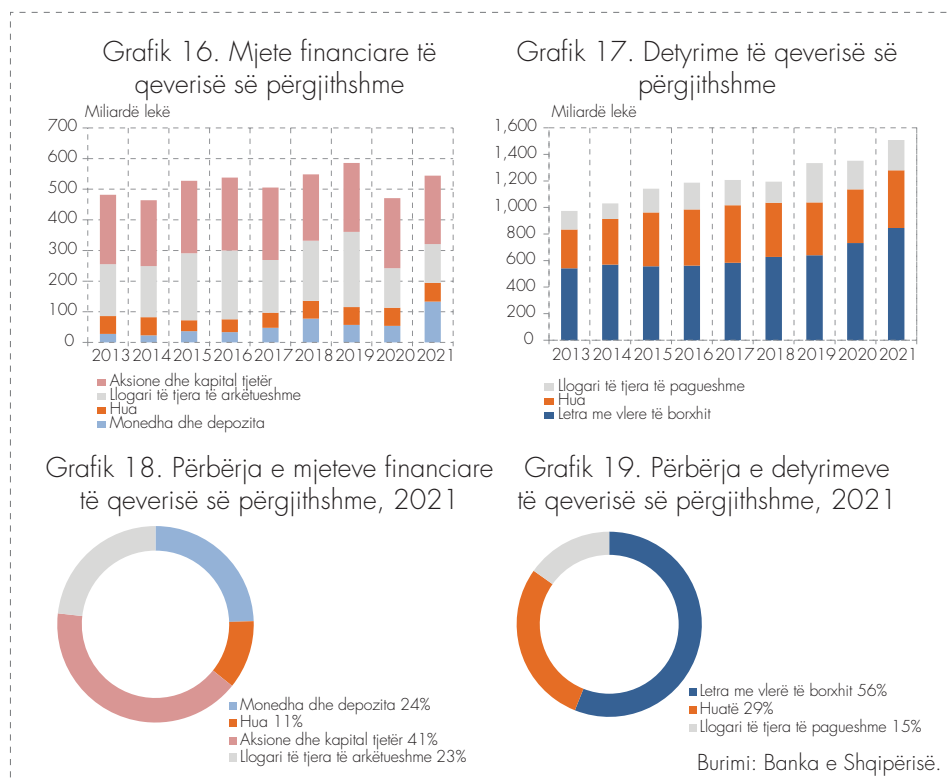 Grafik 16. Mjete financiare të
qeverisë së përgjithshme
Miliardë lekë
700
600
500
400
300
200
100
0
2013 2014 2015 2016 2017 2018 2019 2020 2021
Aksione dhe kapital tjetër
Llogari të tjera të arkëtueshme
Hua
Monedha dhe depozita
Grafik 17. Detyrime të qeverisë së
përgjithshme
Miliardë lekë
1,600
1,400
1,200
1,000
800
600
400
200
0
2013 2014 2015 2016 2017 2018 2019 2020 2021
Llogari të tjera të pagueshme
Hua
Letra me vlere të borxhit
Grafik 18. Përbërja e mjeteve financiare
të qeverisë së përgjithshme, 2021
Monedha dhe depozita 24%
Hua 11%
Aksione dhe kapital tjetër 41%
Llogari të tjera të arkëtueshme 23%
Grafik 19. Përbërja e detyrimeve
të qeverisë së përgjithshme, 2021
Letra me vlerë të borxhit 56%
Huatë 29%
Llogari të tjera të pagueshme 15%
Burimi: Banka e Shqipërisë.